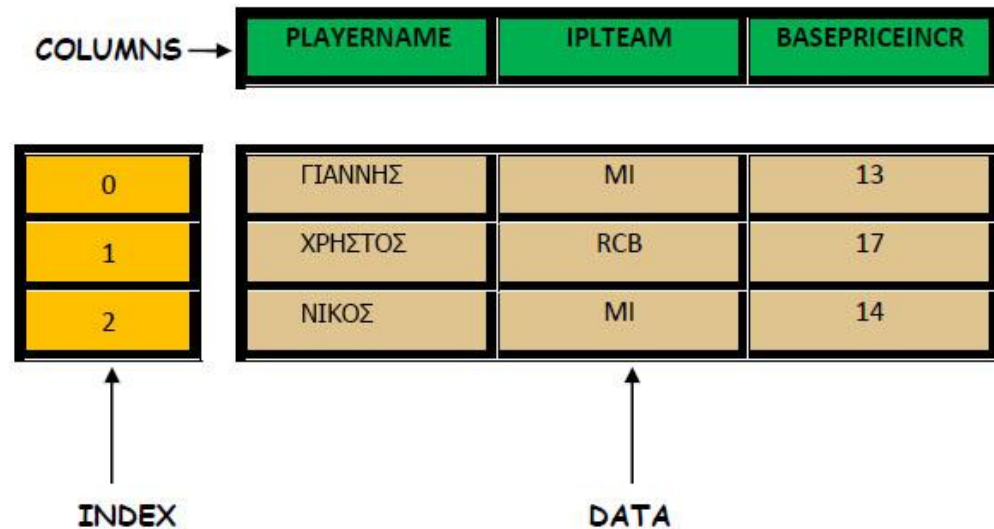 COLUMNS PLAYERNAME IPLTEAM BASEPRICEINCR
0 ΓΙΑΝΝΗΣ MI 13
1 ΧΡΗΣΤΟΣ RCB 17
2 ΝΙΚΟΣ MI 14
INDEX DATA